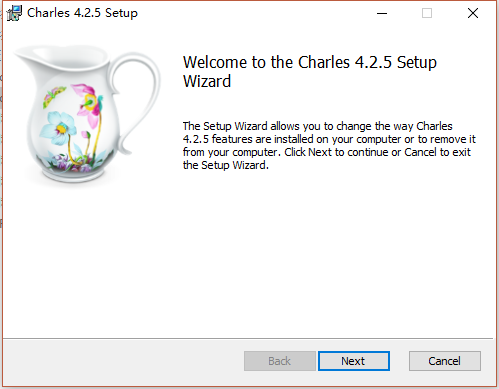 Charles 4.2.5 Setup
Welcome to the Charles 4.2.5 Setup
Wizard
The Setup Wizard allows you to change the way Charles
4.2.5 features are installed on your computer or to remove it
from your computer. Click Next to continue or Cancel to exit
the Setup Wizard.
Back Next Cancel